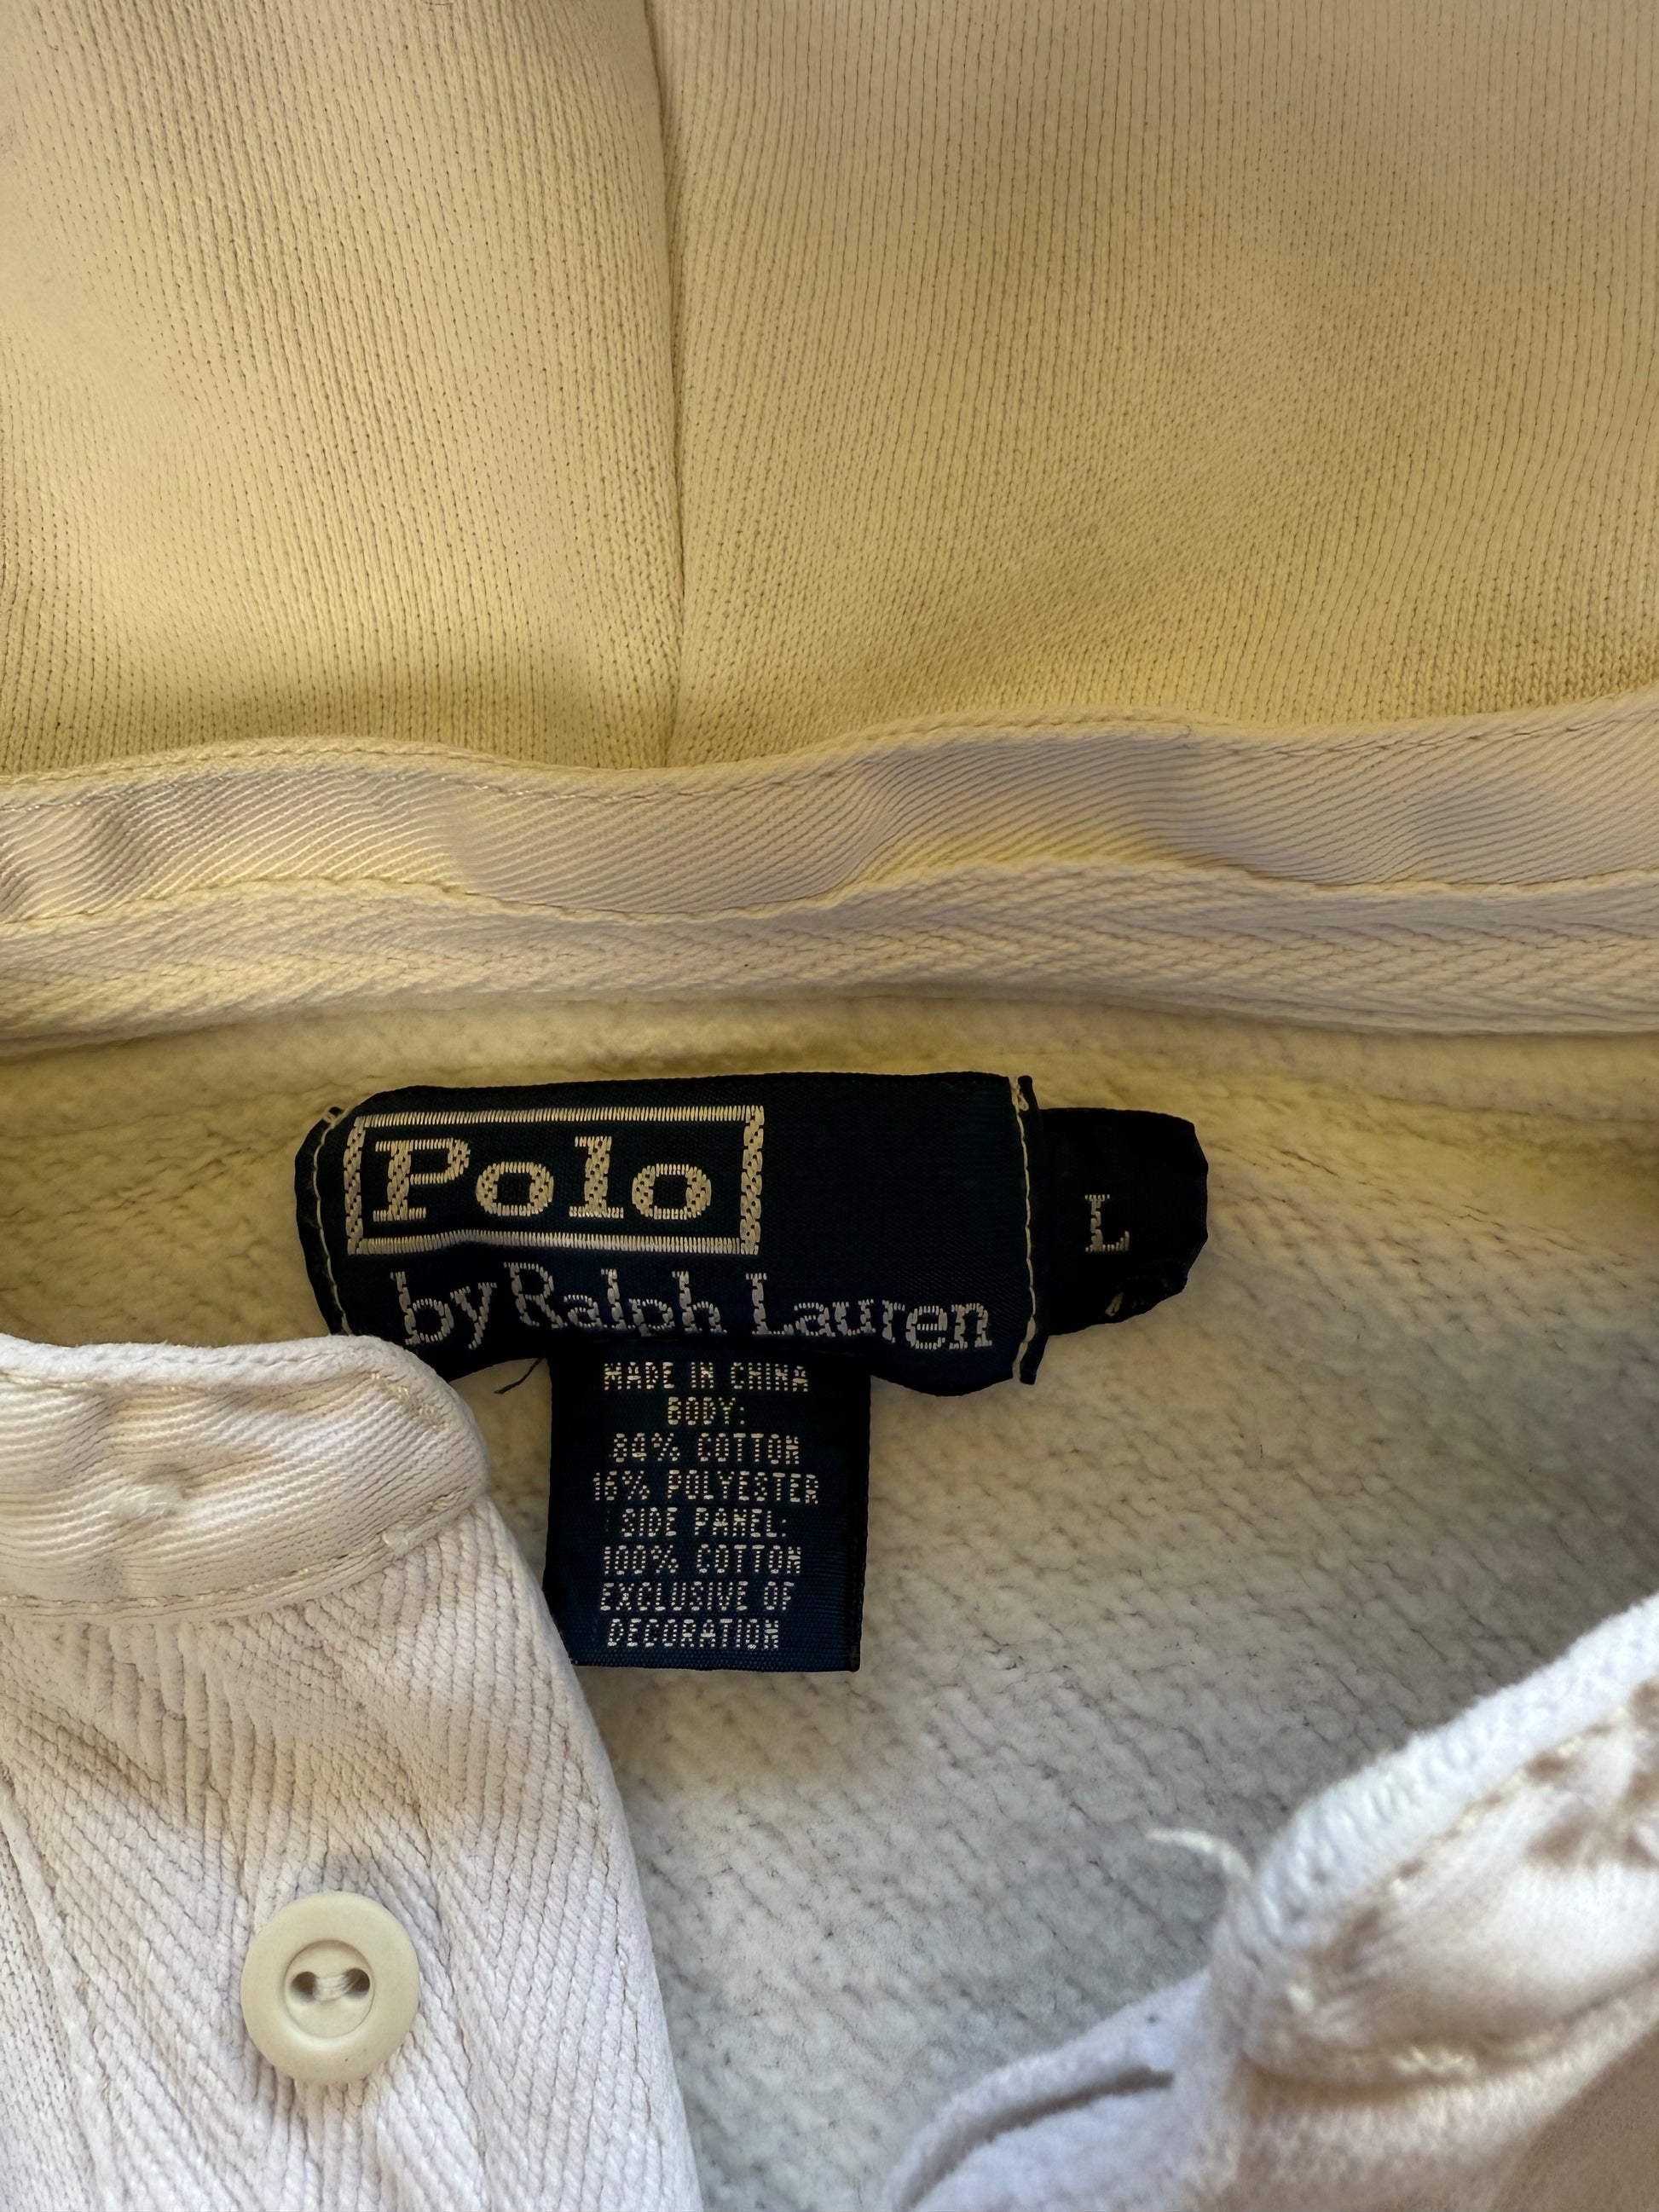 Polo
by Ralph Lauren
L
MADE IN CHINA
BODY:
84% COTTON
16% POLYESTER
SIDE PANEL:
100% COTTON
EXCLUSIVE OF
DECORATION